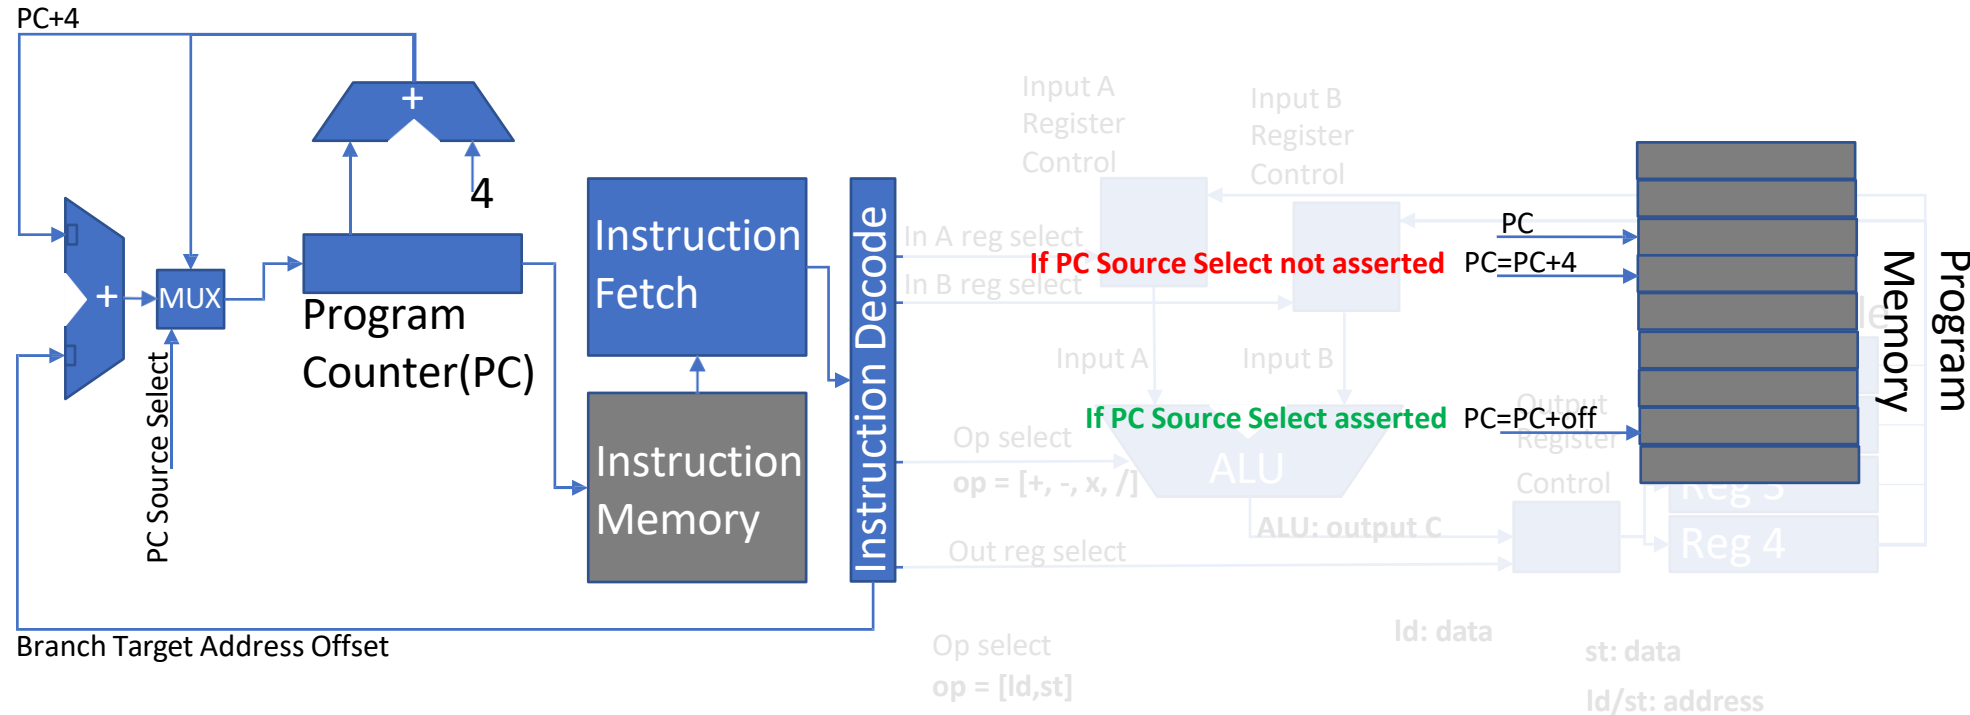 PC+4
+
4
+
MUX
PC Source Select
Program
Counter(PC)
Instruction
Fetch
Instruction
Memory
Instruction Decode
Branch Target Address Offset
Input A
Register
Control
Input B
Register
Control
In A reg select
In B reg select
If PC Source Select not asserted
PC
PC=PC+4
Input A
Input B
If PC Source Select asserted
PC=PC+off
Op select
op = [+, -, x, /]
ALU
ALU: output C
Out reg select
Output
Register
Control
Reg 3
Reg 4
Program
Memory
Op select
op = [ld,st]
ld: data
st: data
ld/st: address